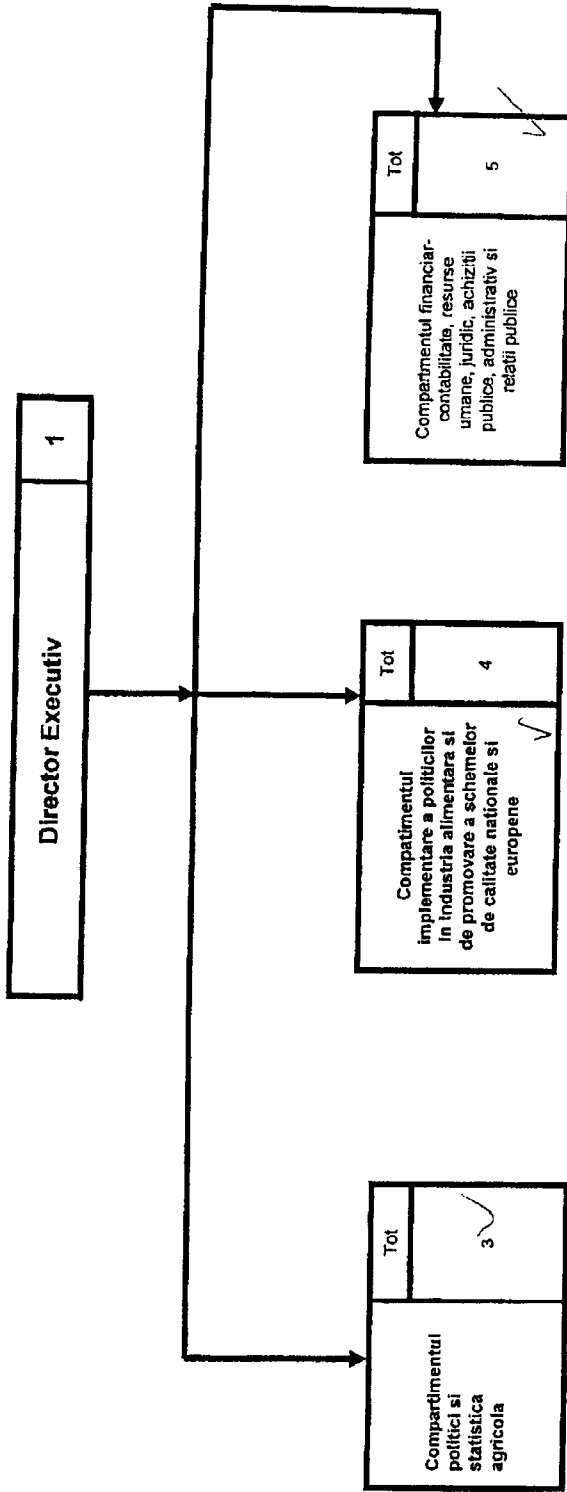 Director Executiv
1
Compartimentul
politici si
statistica
agricola
Tot
3
Compatimentul
implementare a politicilor
in industria alimentara si
de promovare a schemelor
de calitate nationale si
europene
Tot
4
Compartmentul financiar-
contabilitate, resurse
umane, juridic, achizitii
publice, administrativ si
relatii publice
Tot
5